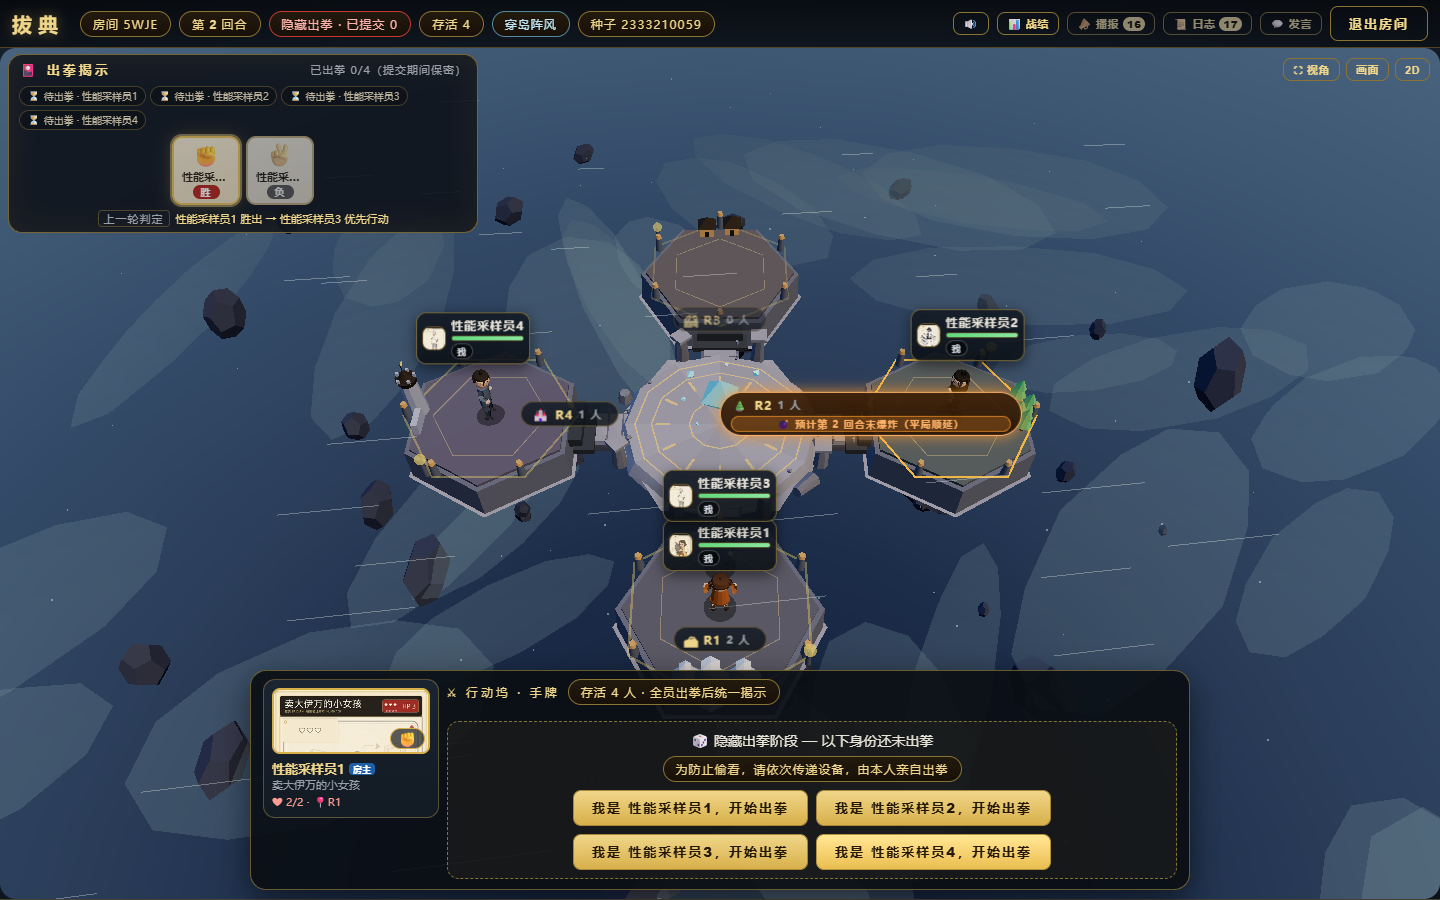 拔典
房间 5WJE
第 2 回合
隐藏出拳 · 已提交 0
存活 4
穿岛阵风
种子 2333210059
战绩
播报 16
日志 17
发言
退出房间
出拳揭示
已出拳 0/4（提交期间保密）
待出拳 · 性能采样员1
待出拳 · 性能采样员2
待出拳 · 性能采样员3
待出拳 · 性能采样员4
性能采...
胜
性能采...
负
上一轮判定 性能采样员1 胜出 → 性能采样员3 优先行动
视角
画面
2D
R3 0 人
性能采样员4
我
性能采样员2
我
R4 1 人
R2 1 人
预计第 2 回合末爆炸（平局顺延）
性能采样员3
我
性能采样员1
我
R1 2 人
卖大伊万的小女孩
性能采样员1 房主
卖大伊万的小女孩
2/2 · R1
行动坞 · 手牌
存活 4 人 · 全员出拳后统一揭示
隐藏出拳阶段 — 以下身份还未出拳
为防止偷看，请依次传递设备，由本人亲自出拳
我是 性能采样员1，开始出拳
我是 性能采样员2，开始出拳
我是 性能采样员3，开始出拳
我是 性能采样员4，开始出拳